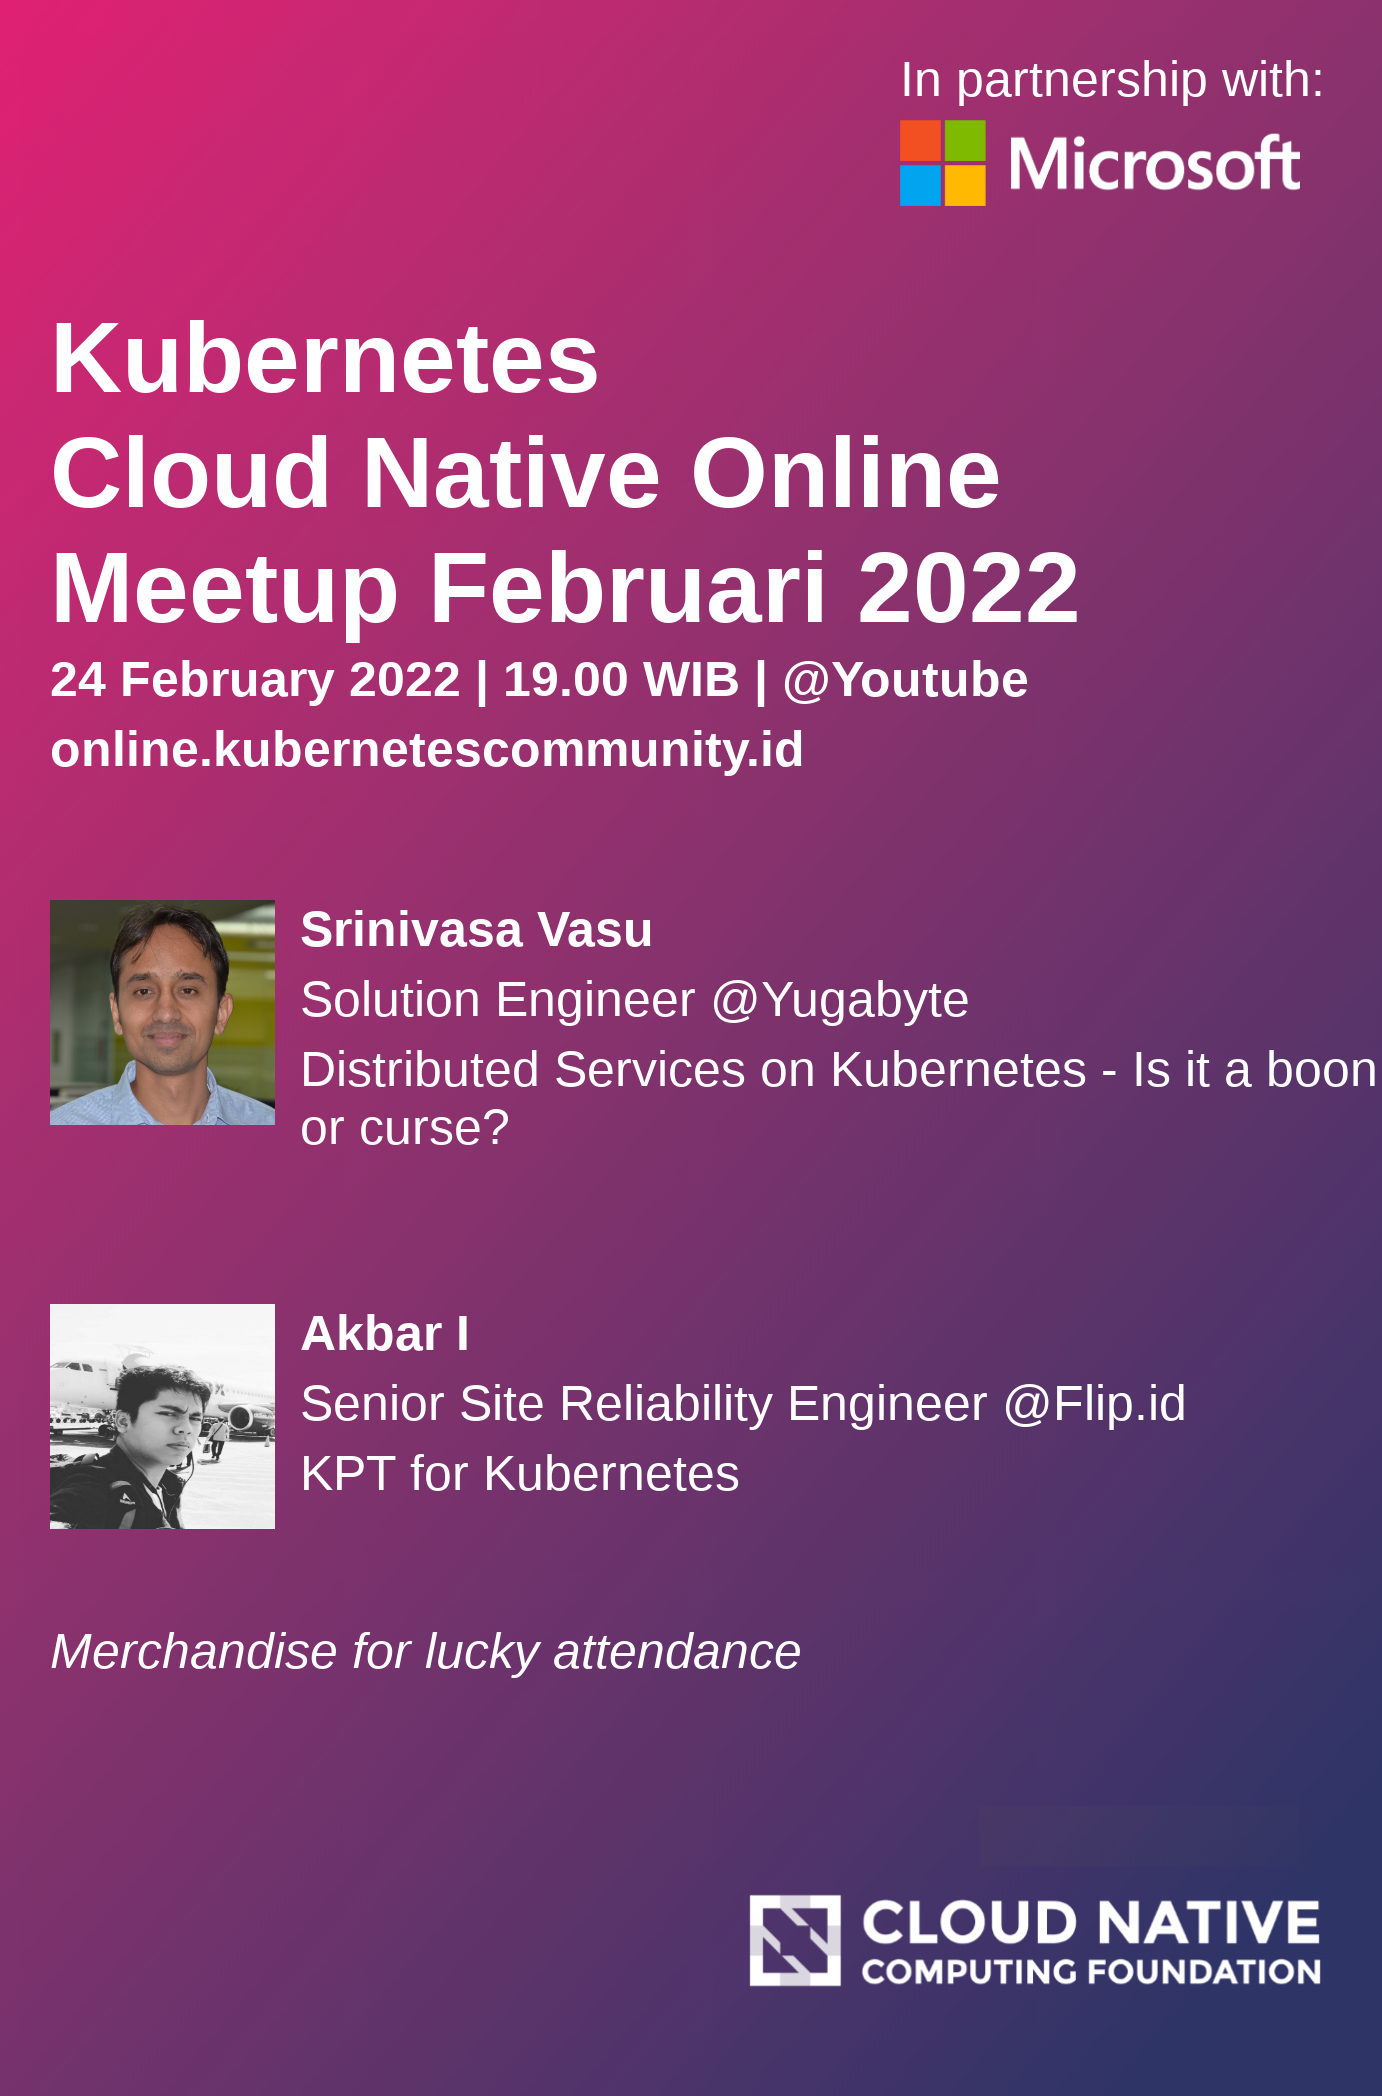 In partnership with:
Microsoft
Kubernetes
Cloud Native Online
Meetup Februari 2022
24 February 2022 | 19.00 WIB | @Youtube
online.kubernetescommunity.id
Srinivasa Vasu
Solution Engineer @Yugabyte
Distributed Services on Kubernetes - Is it a boon
or curse?
Akbar I
Senior Site Reliability Engineer @Flip.id
KPT for Kubernetes
Merchandise for lucky attendance
CLOUD NATIVE
COMPUTING FOUNDATION